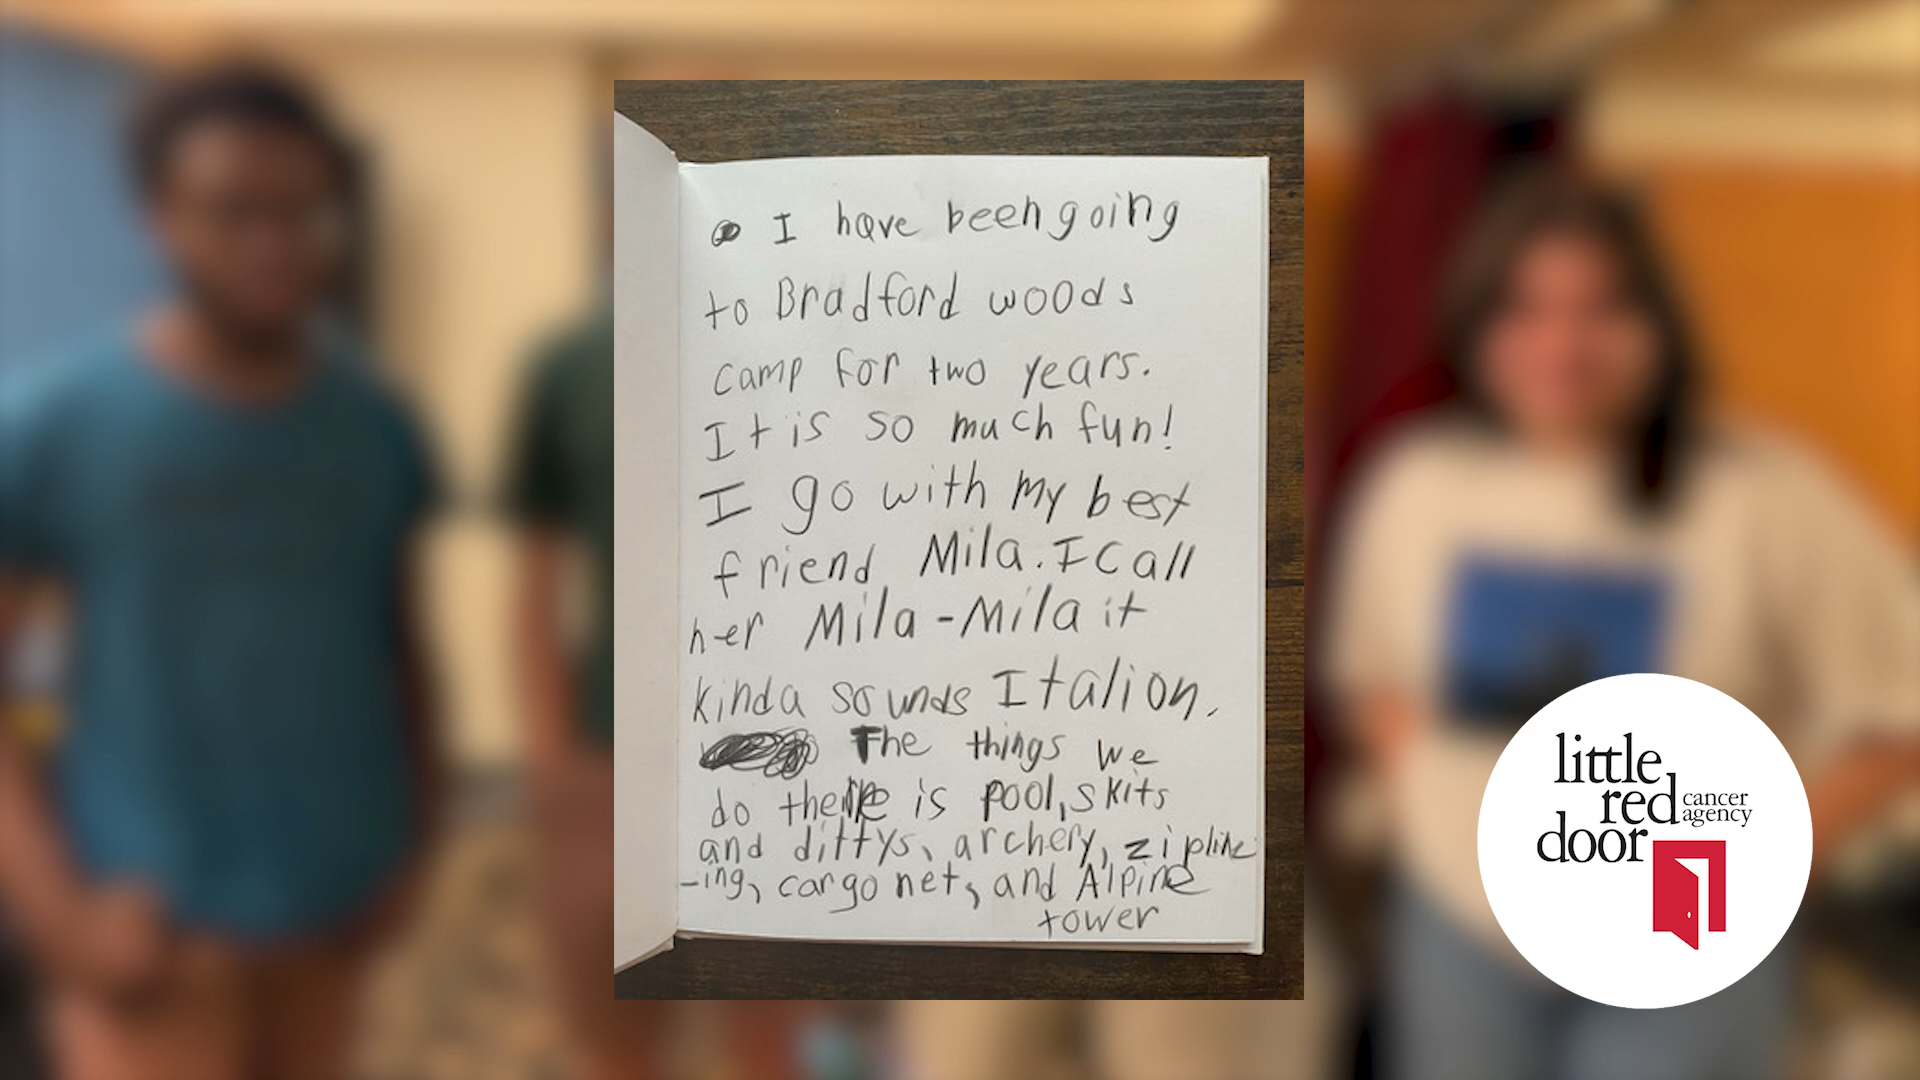 I have been going
to Bradford woods
camp for two years.
It is so much fun!
I go with my best
friend Mila. I call
her Mila-Mila it
kinda sounds Italion.
The things we
do there is pool, skits
and dittys, archery, zipline
-ing, cargo net, and Alpine
tower
little
red cancer
agency
door